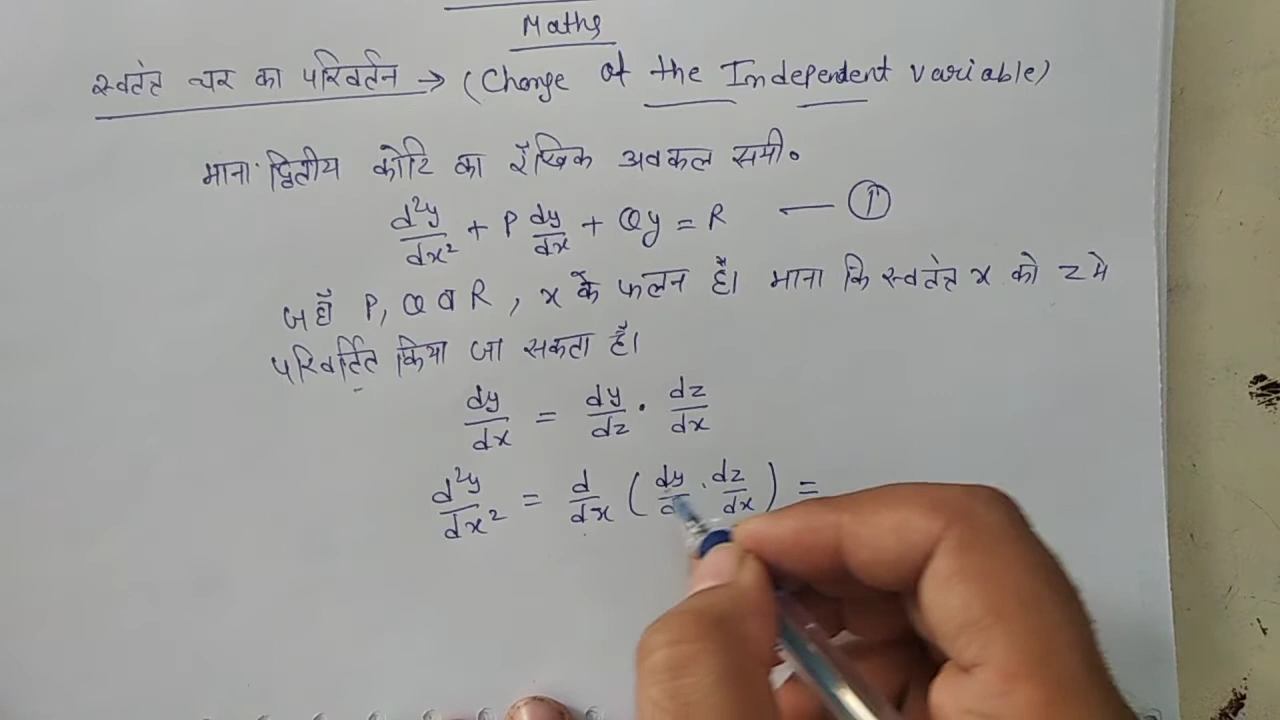 Maths
स्वतंत्र चर का परिवर्तन → (Change of the Independent variable)
माना द्वितीय कोटि का रैखिक अवकल समी०
d²y/dx² + P dy/dx + Qy = R — ①
जहाँ P, Q व R, x के फलन है। माना कि स्वतंत्र x को z मे
परिवर्तित किया जा सकता है।
dy/dx = dy/dz · dz/dx
d²y/dx² = d/dx (dy/d · dz/dx) =